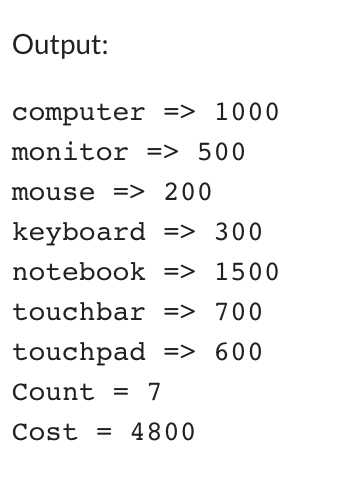 Output:
computer => 1000
monitor => 500
mouse => 200
keyboard => 300
notebook => 1500
touchbar => 700
touchpad => 600
Count = 7
Cost = 4800